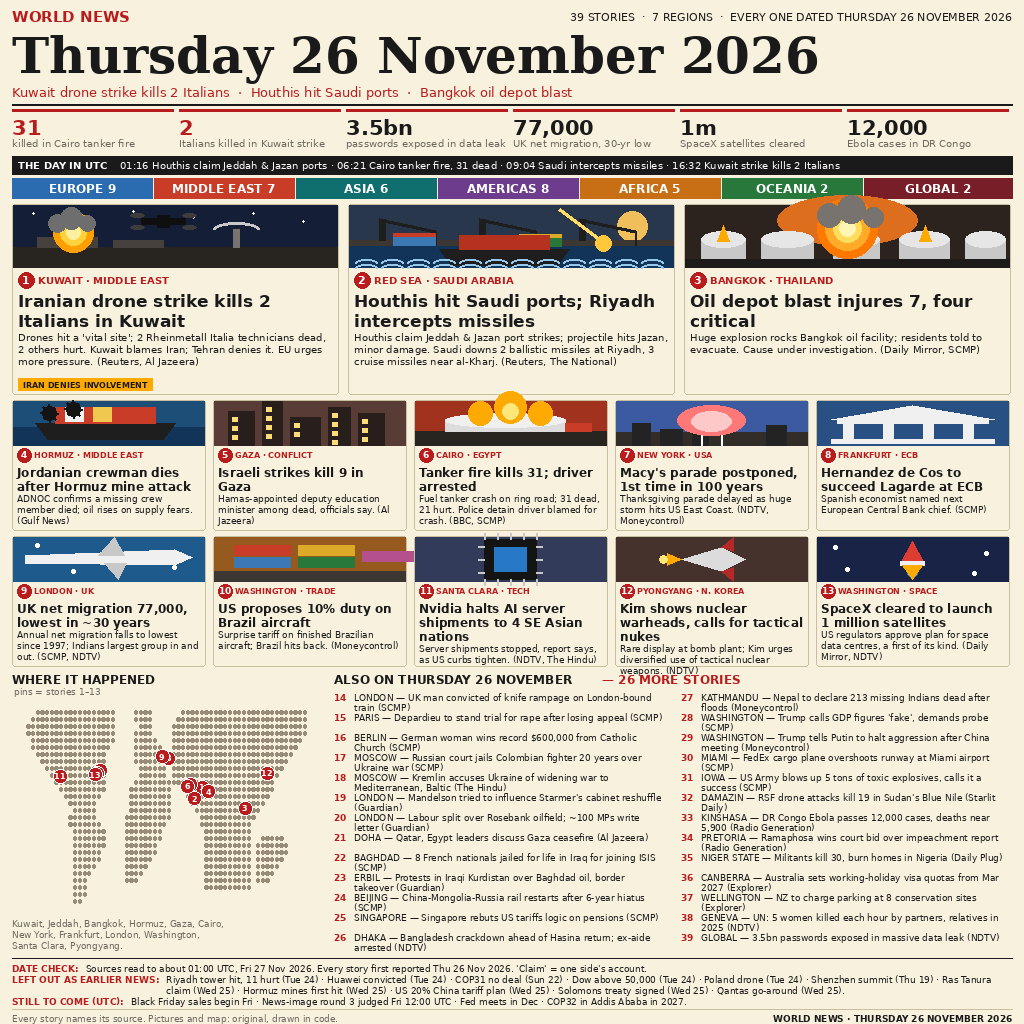 WORLD NEWS
39 STORIES · 7 REGIONS · EVERY ONE DATED THURSDAY 26 NOVEMBER 2026
Thursday 26 November 2026
Kuwait drone strike kills 2 Italians · Houthis hit Saudi ports · Bangkok oil depot blast
31
killed in Cairo tanker fire
2
Italians killed in Kuwait strike
3.5bn
passwords exposed in data leak
77,000
UK net migration, 30-yr low
1m
SpaceX satellites cleared
12,000
Ebola cases in DR Congo
THE DAY IN UTC 01:16 Houthis claim Jeddah & Jazan ports · 06:21 Cairo tanker fire, 31 dead · 09:04 Saudi intercepts missiles · 16:32 Kuwait strike kills 2 Italians
EUROPE 9
MIDDLE EAST 7
ASIA 6
AMERICAS 8
AFRICA 5
OCEANIA 2
GLOBAL 2
1 KUWAIT · MIDDLE EAST
Iranian drone strike kills 2
Italians in Kuwait
Drones hit a 'vital site'; 2 Rheinmetall Italia technicians dead,
2 others hurt. Kuwait blames Iran; Tehran denies it. EU urges
more pressure. (Reuters, Al Jazeera)
IRAN DENIES INVOLVEMENT
2 RED SEA · SAUDI ARABIA
Houthis hit Saudi ports; Riyadh
intercepts missiles
Houthis claim Jeddah & Jazan port strikes; projectile hits Jazan,
minor damage. Saudi downs 2 ballistic missiles at Riyadh, 3
cruise missiles near al-Kharj. (Reuters, The National)
3 BANGKOK · THAILAND
Oil depot blast injures 7, four
critical
Huge explosion rocks Bangkok oil facility; residents told to
evacuate. Cause under investigation. (Daily Mirror, SCMP)
4 HORMUZ · MIDDLE EAST
Jordanian crewman dies
after Hormuz mine attack
ADNOC confirms a missing crew
member died; oil rises on supply fears.
(Gulf News)
5 GAZA · CONFLICT
Israeli strikes kill 9 in
Gaza
Hamas-appointed deputy education
minister among dead, officials say. (Al
Jazeera)
6 CAIRO · EGYPT
Tanker fire kills 31; driver
arrested
Fuel tanker crash on ring road; 31 dead,
21 hurt. Police detain driver blamed for
crash. (BBC, SCMP)
7 NEW YORK · USA
Macy's parade postponed,
1st time in 100 years
Thanksgiving parade delayed as huge
storm hits US East Coast. (NDTV,
Moneycontrol)
8 FRANKFURT · ECB
Hernandez de Cos to
succeed Lagarde at ECB
Spanish economist named next
European Central Bank chief. (SCMP)
9 LONDON · UK
UK net migration 77,000,
lowest in ~30 years
Annual net migration falls to lowest
since 1997; Indians largest group in and
out. (SCMP, NDTV)
10 WASHINGTON · TRADE
US proposes 10% duty on
Brazil aircraft
Surprise tariff on finished Brazilian
aircraft; Brazil hits back. (Moneycontrol)
11 SANTA CLARA · TECH
Nvidia halts AI server
shipments to 4 SE Asian
nations
Server shipments stopped, report says,
as US curbs tighten. (NDTV, The Hindu)
12 PYONGYANG · N. KOREA
Kim shows nuclear
warheads, calls for tactical
nukes
Rare display at bomb plant; Kim urges
diversified use of tactical nuclear
weapons. (NDTV)
13 WASHINGTON · SPACE
SpaceX cleared to launch
1 million satellites
US regulators approve plan for space
data centres, a first of its kind. (Daily
Mirror, NDTV)
WHERE IT HAPPENED
pins = stories 1–13
9
11
13
12
6
4
2
3
Kuwait, Jeddah, Bangkok, Hormuz, Gaza, Cairo,
New York, Frankfurt, London, Washington,
Santa Clara, Pyongyang.
ALSO ON THURSDAY 26 NOVEMBER — 26 MORE STORIES
14 LONDON — UK man convicted of knife rampage on London-bound
train (SCMP)
15 PARIS — Depardieu to stand trial for rape after losing appeal (SCMP)
16 BERLIN — German woman wins record $600,000 from Catholic
Church (SCMP)
17 MOSCOW — Russian court jails Colombian fighter 20 years over
Ukraine war (SCMP)
18 MOSCOW — Kremlin accuses Ukraine of widening war to
Mediterranean, Baltic (The Hindu)
19 LONDON — Mandelson tried to influence Starmer's cabinet reshuffle
(Guardian)
20 LONDON — Labour split over Rosebank oilfield; ~100 MPs write
letter (Guardian)
21 DOHA — Qatar, Egypt leaders discuss Gaza ceasefire (Al Jazeera)
22 BAGHDAD — 8 French nationals jailed for life in Iraq for joining ISIS
(SCMP)
23 ERBIL — Protests in Iraqi Kurdistan over Baghdad oil, border
takeover (Guardian)
24 BEIJING — China-Mongolia-Russia rail restarts after 6-year hiatus
(SCMP)
25 SINGAPORE — Singapore rebuts US tariffs logic on pensions (SCMP)
26 DHAKA — Bangladesh crackdown ahead of Hasina return; ex-aide
arrested (NDTV)
27 KATHMANDU — Nepal to declare 213 missing Indians dead after
floods (Moneycontrol)
28 WASHINGTON — Trump calls GDP figures 'fake', demands probe
(SCMP)
29 WASHINGTON — Trump tells Putin to halt aggression after China
meeting (Moneycontrol)
30 MIAMI — FedEx cargo plane overshoots runway at Miami airport
(SCMP)
31 IOWA — US Army blows up 5 tons of toxic explosives, calls it a
success (SCMP)
32 DAMAZIN — RSF drone attacks kill 19 in Sudan's Blue Nile (Starlit
Daily)
33 KINSHASA — DR Congo Ebola passes 12,000 cases, deaths near
5,900 (Radio Generation)
34 PRETORIA — Ramaphosa wins court bid over impeachment report
(Radio Generation)
35 NIGER STATE — Militants kill 30, burn homes in Nigeria (Daily Plug)
36 CANBERRA — Australia sets working-holiday visa quotas from Mar
2027 (Explorer)
37 WELLINGTON — NZ to charge parking at 8 conservation sites
(Explorer)
38 GENEVA — UN: 5 women killed each hour by partners, relatives in
2025 (NDTV)
39 GLOBAL — 3.5bn passwords exposed in massive data leak (NDTV)
DATE CHECK: Sources read to about 01:00 UTC, Fri 27 Nov 2026. Every story first reported Thu 26 Nov 2026. 'Claim' = one side's account.
LEFT OUT AS EARLIER NEWS: Riyadh tower hit, 11 hurt (Tue 24) · Huawei convicted (Tue 24) · COP31 no deal (Sun 22) · Dow above 50,000 (Tue 24) · Poland drone (Tue 24) · Shenzhen summit (Thu 19) · Ras Tanura
claim (Wed 25) · Hormuz mines first hit (Wed 25) · US 20% China tariff plan (Wed 25) · Solomons treaty signed (Wed 25) · Qantas go-around (Wed 25).
STILL TO COME (UTC): Black Friday sales begin Fri · News-image round 3 judged Fri 12:00 UTC · Fed meets in Dec · COP32 in Addis Ababa in 2027.
Every story names its source. Pictures and map: original, drawn in code.
WORLD NEWS · THURSDAY 26 NOVEMBER 2026